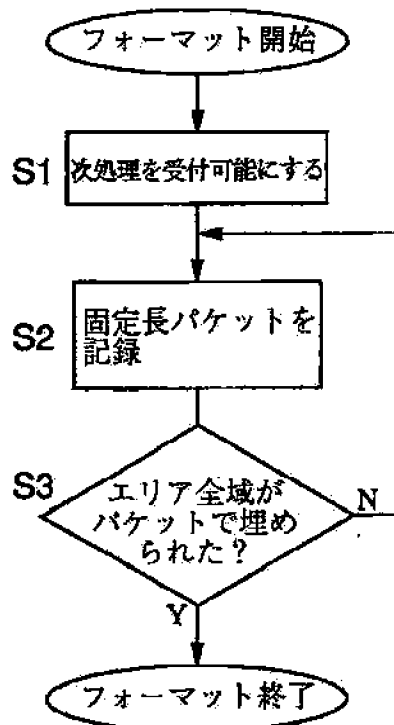 フォーマット開始
S1
次処理を受付可能にする
S2
固定長パケットを
記録
S3
エリア全域が
パケットで埋め
られた?
N
Y
フォーマット終了